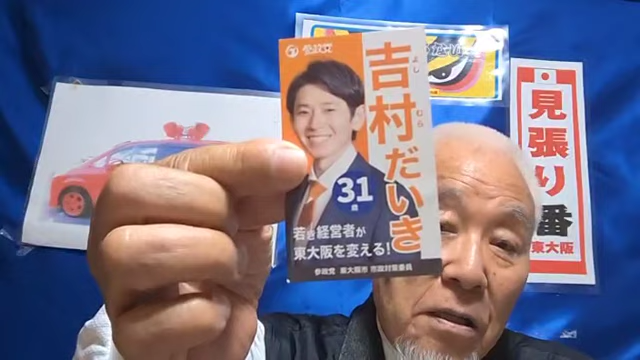 参政党
吉村だいき
よし
むら
31
歳
若き経営者が
東大阪を変える!
参政党 東大阪市 市政対策委員
見張り番
東大阪